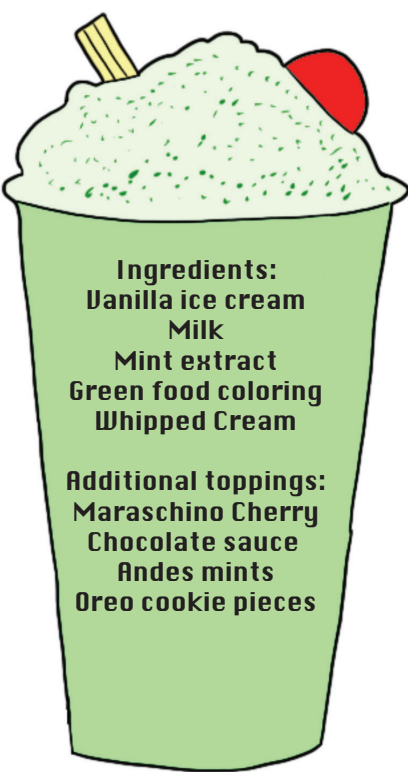 Ingredients:
Vanilla ice cream
Milk
Mint extract
Green food coloring
Whipped Cream
Additional toppings:
Maraschino Cherry
Chocolate sauce
Andes mints
Oreo cookie pieces